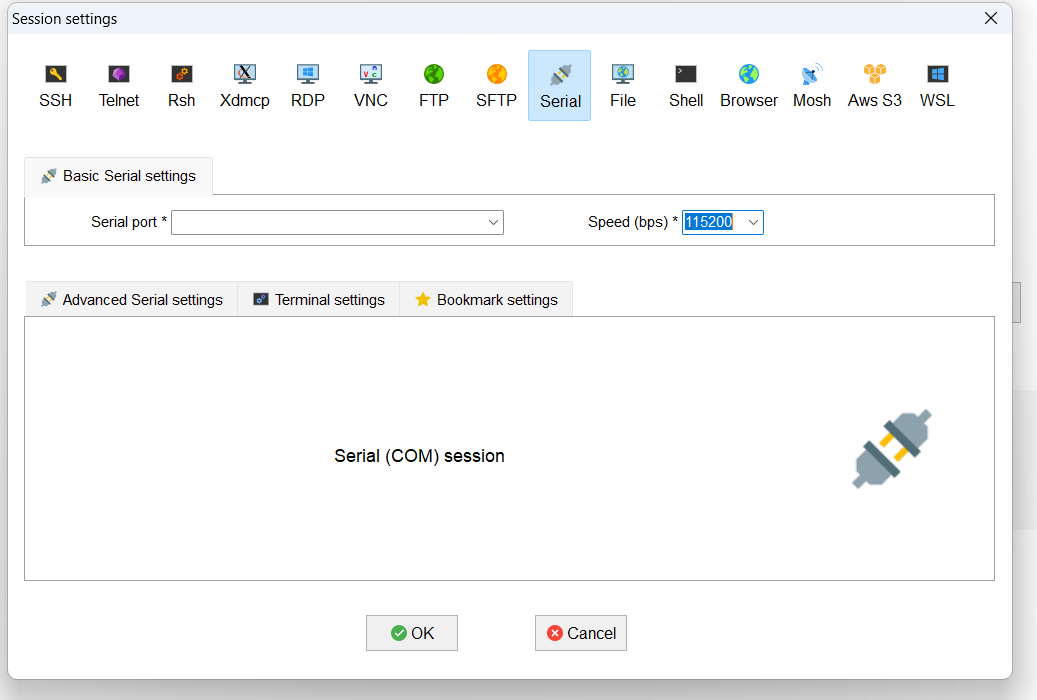 Session settings
SSH Telnet Rsh Xdmcp RDP VNC FTP SFTP Serial File Shell Browser Mosh Aws S3 WSL
Basic Serial settings
Serial port * Speed (bps) * 115200
Advanced Serial settings Terminal settings Bookmark settings
Serial (COM) session
OK Cancel